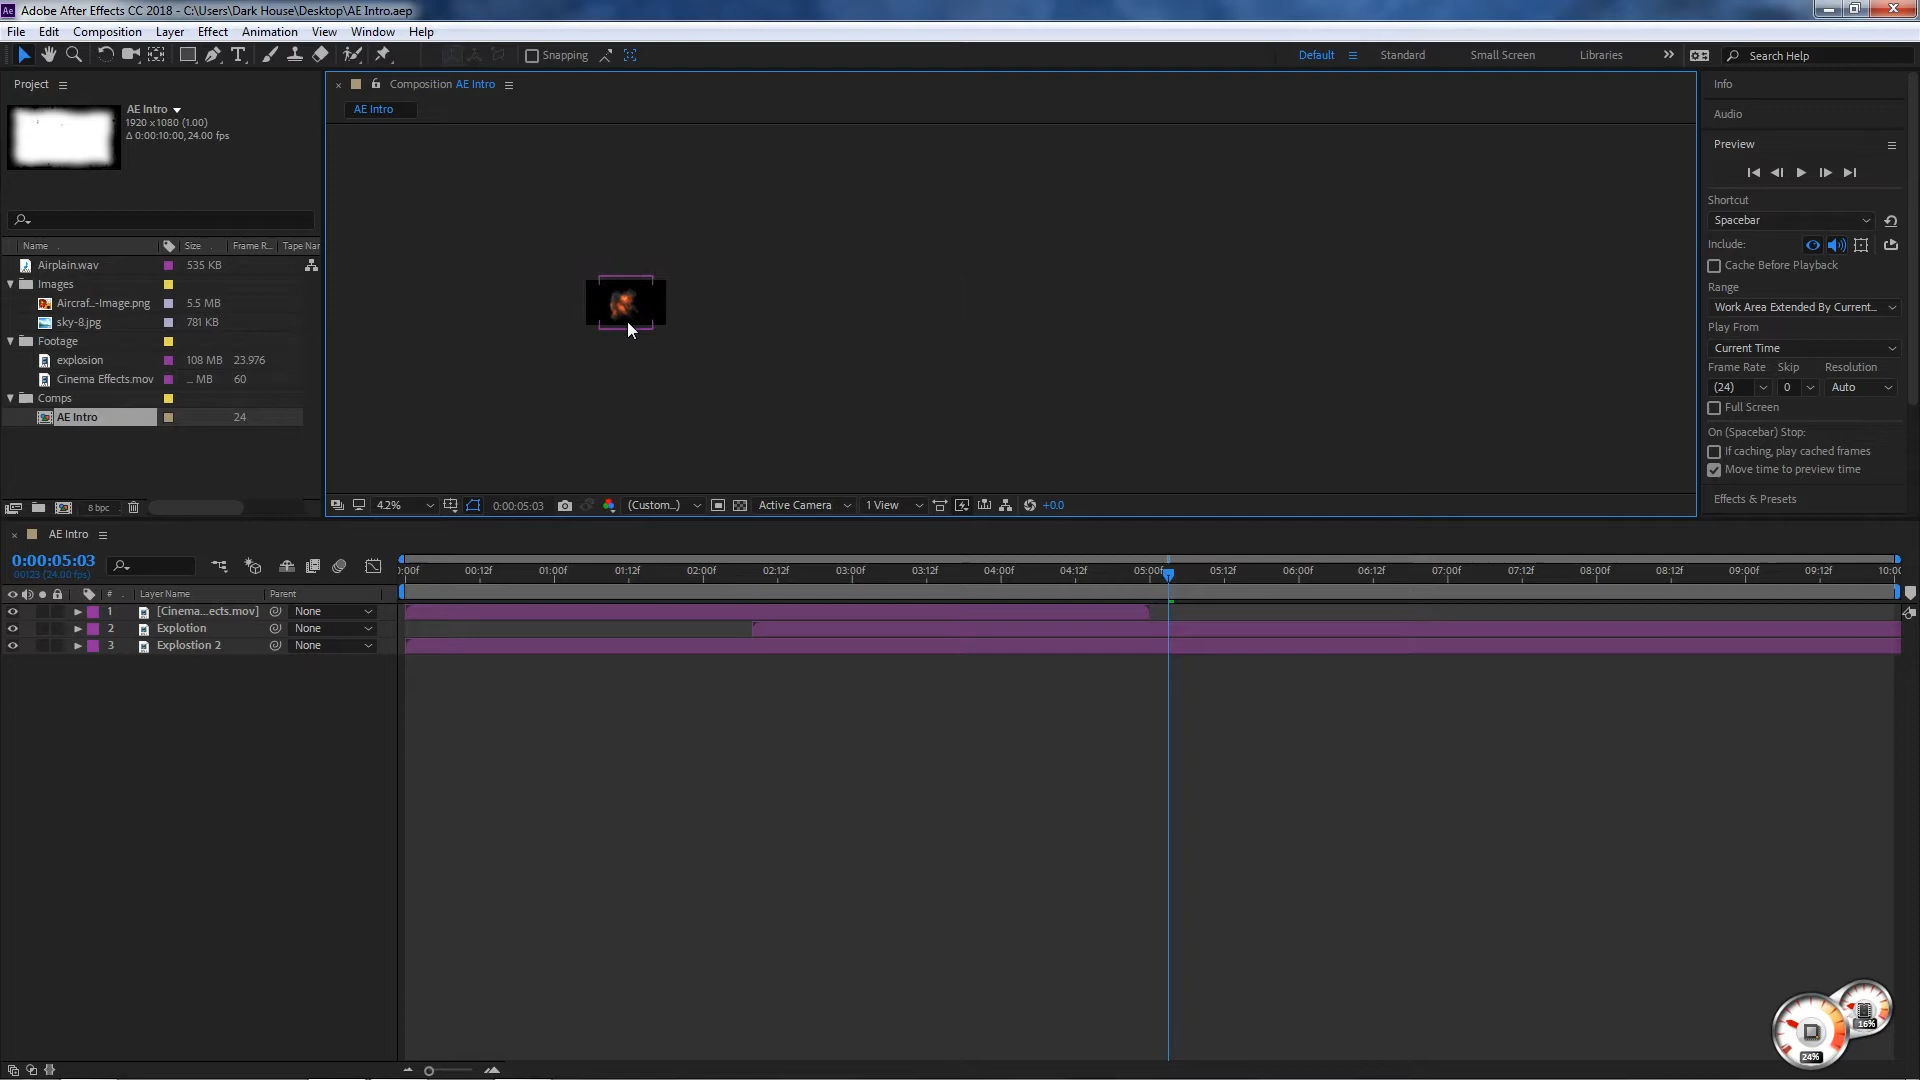 Adobe After Effects CC 2018 - C:\Users\Dark House\Desktop\AE Intro.aep
File Edit Composition Layer Effect Animation View Window Help
Snapping Default Standard Small Screen Libraries Search Help
Project
AE Intro
1920 x 1080 (1.00)
Δ 0:00:10:00, 24.00 fps
Name Size Frame R... Tape Nar
Airplain.wav 535 KB
Images
Aircraf...-Image.png 5.5 MB
sky-8.jpg 781 KB
Footage
explosion 108 MB 23.976
Cinema Effects.mov ... MB 60
Comps
AE Intro 24
8 bpc
Composition AE Intro
AE Intro
4.2% 0:00:05:03 (Custom...) Active Camera 1 View +0.0
Info
Audio
Preview
Shortcut
Spacebar
Include:
Cache Before Playback
Range
Work Area Extended By Current...
Play From
Current Time
Frame Rate Skip Resolution
(24) 0 Auto
Full Screen
On (Spacebar) Stop:
If caching, play cached frames
Move time to preview time
Effects & Presets
AE Intro
0:00:05:03
00123 (24.00 fps)
):00f 00:12f 01:00f 01:12f 02:00f 02:12f 03:00f 03:12f 04:00f 04:12f 05:00f 05:12f 06:00f 06:12f 07:00f 07:12f 08:00f 08:12f 09:00f 09:12f 10:00
# Layer Name Parent
1 [Cinema...ects.mov] None
2 Explotion None
3 Explostion 2 None
16%
24%